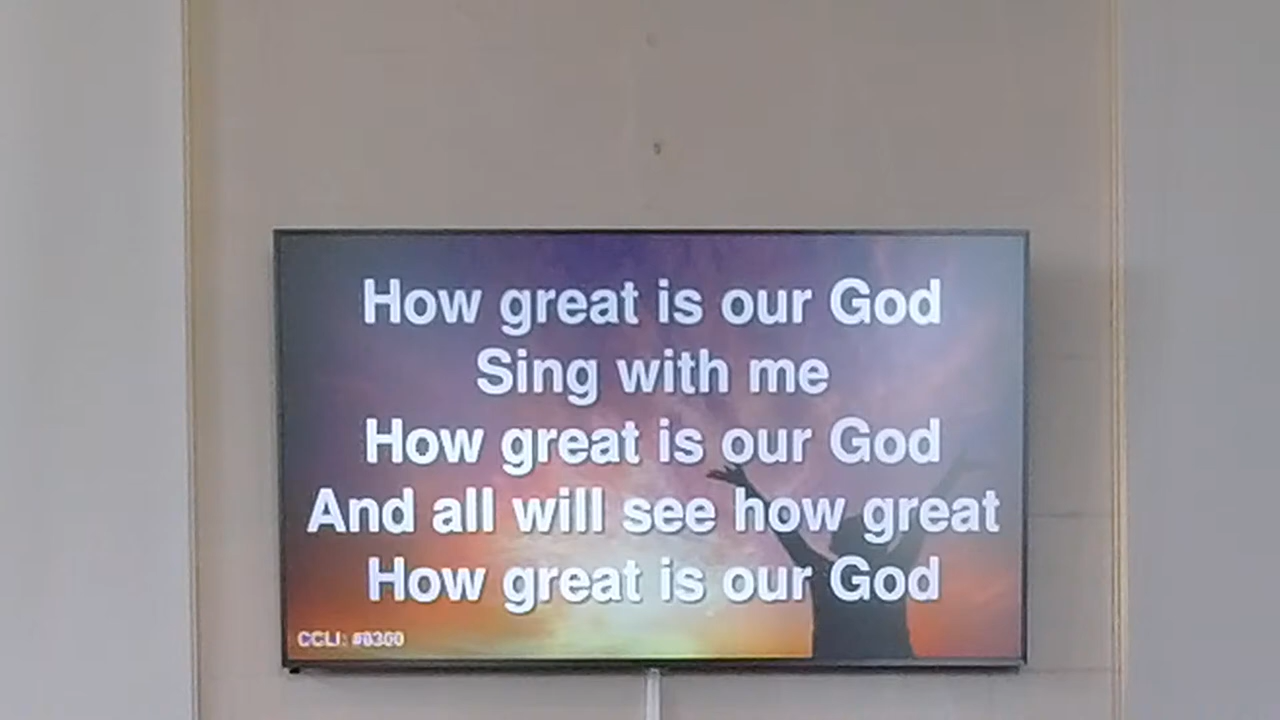 How great is our God
Sing with me
How great is our God
And all will see how great
How great is our God
CCLI: